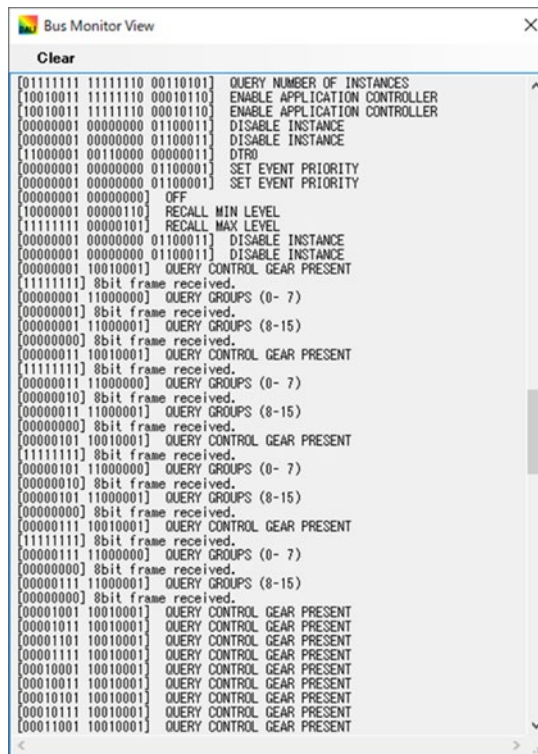 DALI
Bus Monitor View
Clear
[01111111 11111110 00110101] QUERY NUMBER OF INSTANCES
[10010011 11111110 00010110] ENABLE APPLICATION CONTROLLER
[10010011 11111110 00010110] ENABLE APPLICATION CONTROLLER
[00000001 00000000 01100011] DISABLE INSTANCE
[00000001 00000000 01100011] DISABLE INSTANCE
[11000001 00110000 00000011] DTR0
[00000001 00000000 01100001] SET EVENT PRIORITY
[00000001 00000000 01100001] SET EVENT PRIORITY
[00000001 00000000] OFF
[10000001 00000110] RECALL MIN LEVEL
[11111111 00000101] RECALL MAX LEVEL
[00000001 00000000 01100011] DISABLE INSTANCE
[00000001 00000000 01100011] DISABLE INSTANCE
[00000001 10010001] QUERY CONTROL GEAR PRESENT
[11111111] 8bit frame received.
[00000001 11000000] QUERY GROUPS (0- 7)
[00000001] 8bit frame received.
[00000001 11000001] QUERY GROUPS (8-15)
[00000000] 8bit frame received.
[00000011 10010001] QUERY CONTROL GEAR PRESENT
[11111111] 8bit frame received.
[00000011 11000000] QUERY GROUPS (0- 7)
[00000010] 8bit frame received.
[00000011 11000001] QUERY GROUPS (8-15)
[00000000] 8bit frame received.
[00000101 10010001] QUERY CONTROL GEAR PRESENT
[11111111] 8bit frame received.
[00000101 11000000] QUERY GROUPS (0- 7)
[00000010] 8bit frame received.
[00000101 11000001] QUERY GROUPS (8-15)
[00000000] 8bit frame received.
[00000111 10010001] QUERY CONTROL GEAR PRESENT
[11111111] 8bit frame received.
[00000111 11000000] QUERY GROUPS (0- 7)
[00000000] 8bit frame received.
[00000111 11000001] QUERY GROUPS (8-15)
[00000000] 8bit frame received.
[00001001 10010001] QUERY CONTROL GEAR PRESENT
[00001011 10010001] QUERY CONTROL GEAR PRESENT
[00001101 10010001] QUERY CONTROL GEAR PRESENT
[00001111 10010001] QUERY CONTROL GEAR PRESENT
[00010001 10010001] QUERY CONTROL GEAR PRESENT
[00010011 10010001] QUERY CONTROL GEAR PRESENT
[00010101 10010001] QUERY CONTROL GEAR PRESENT
[00010111 10010001] QUERY CONTROL GEAR PRESENT
[00011001 10010001] QUERY CONTROL GEAR PRESENT